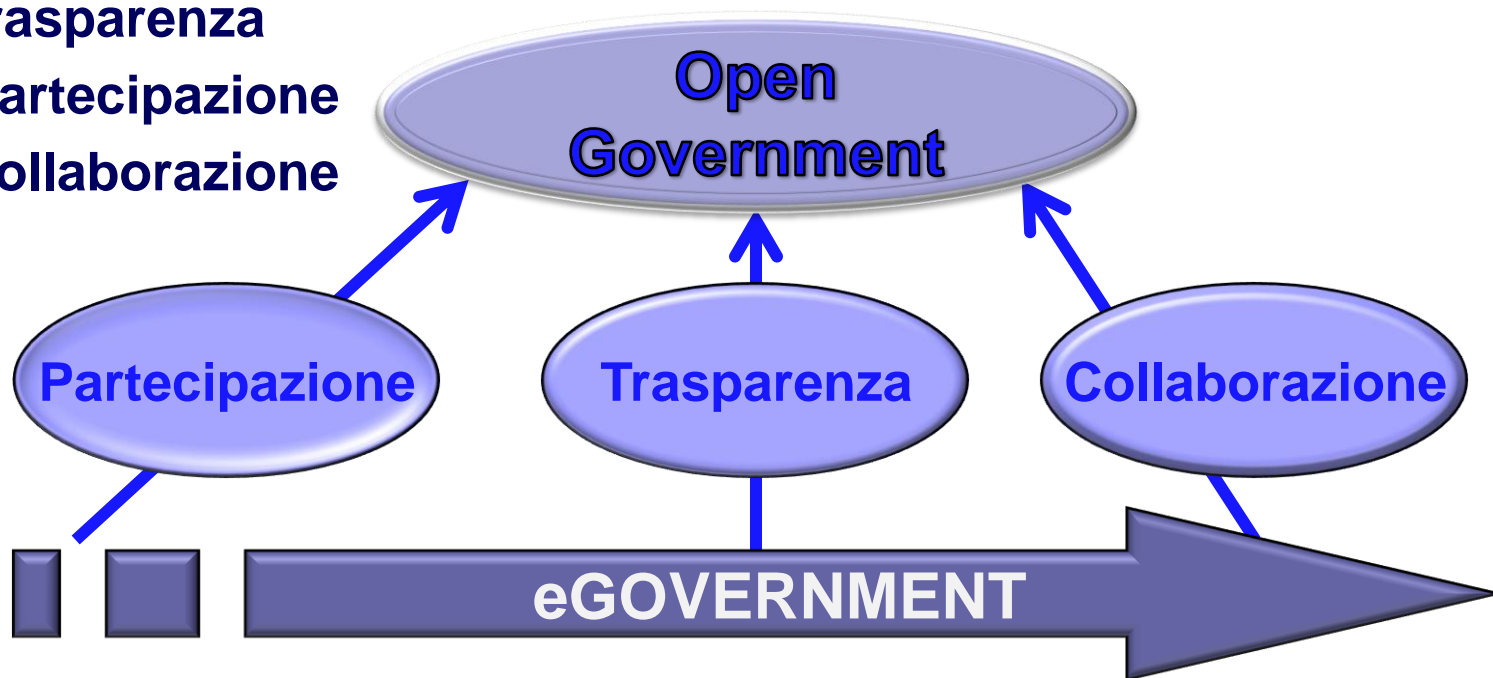 rasparenza
artecipazione
ollaborazione
Open
Government
Partecipazione
Trasparenza
Collaborazione
eGOVERNMENT